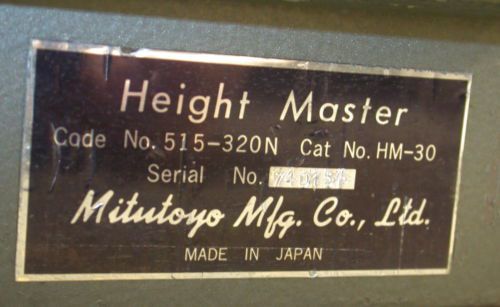 Height Master
Code No. 515-320N Cat No. HM-30
Serial No.
Mitutoyo Mfg. Co., Ltd.
MADE IN JAPAN